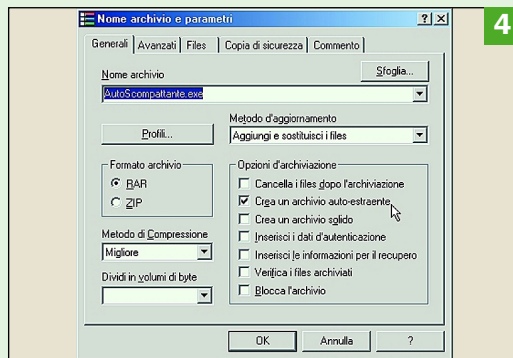 4
Nome archivio e parametri
Generali Avanzati Files Copia di sicurezza Commento
Nome archivio
Sfoglia...
AutoScompattante.exe
Profili...
Metodo d'aggiornamento
Aggiungi e sostituisci i files
Formato archivio
RAR
ZIP
Metodo di Compressione
Migliore
Dividi in volumi di byte
Opzioni d'archiviazione
Cancella i files dopo l'archiviazione
Crea un archivio auto-estraente
Crea un archivio solido
Inserisci i dati d'autenticazione
Inserisci le informazioni per il recupero
Verifica i files archiviati
Blocca l'archivio
OK Annulla ?